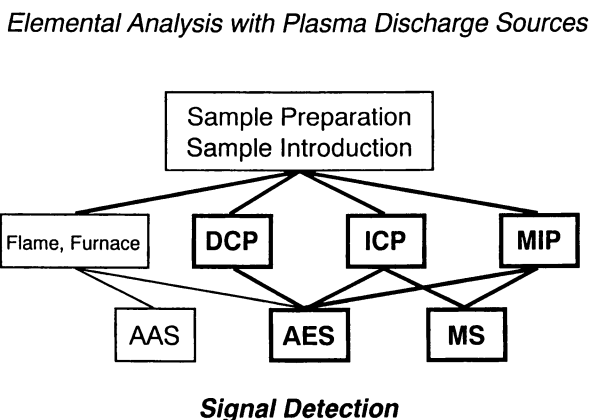 Elemental Analysis with Plasma Discharge Sources
Sample Preparation
Sample Introduction
Flame, Furnace
DCP
ICP
MIP
AAS
AES
MS
Signal Detection